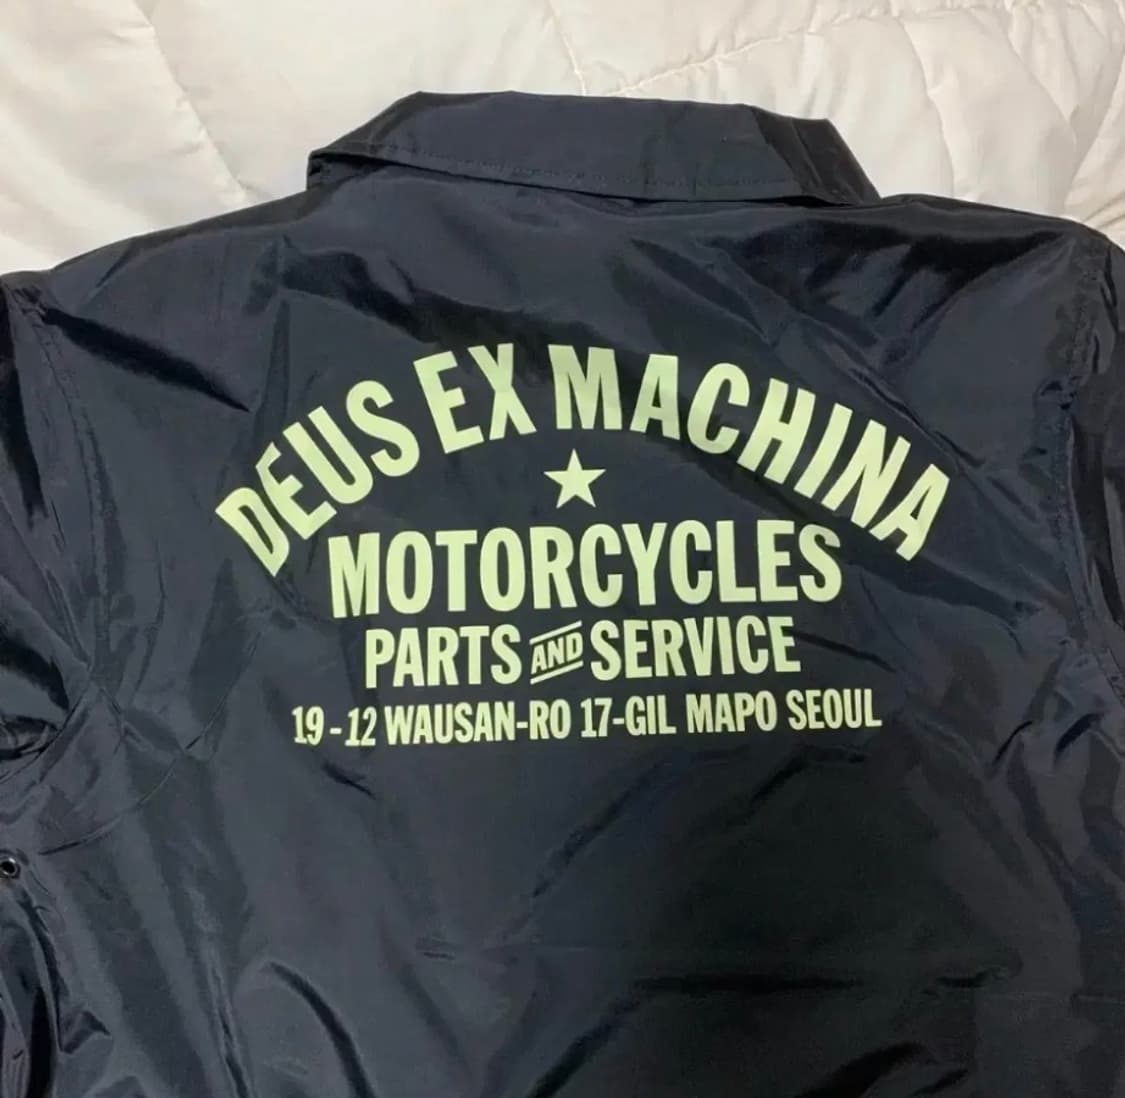 DEUS EX MACHINA
MOTORCYCLES
PARTS AND SERVICE
19-12 WAUSAN-RO 17-GIL MAPO SEOUL